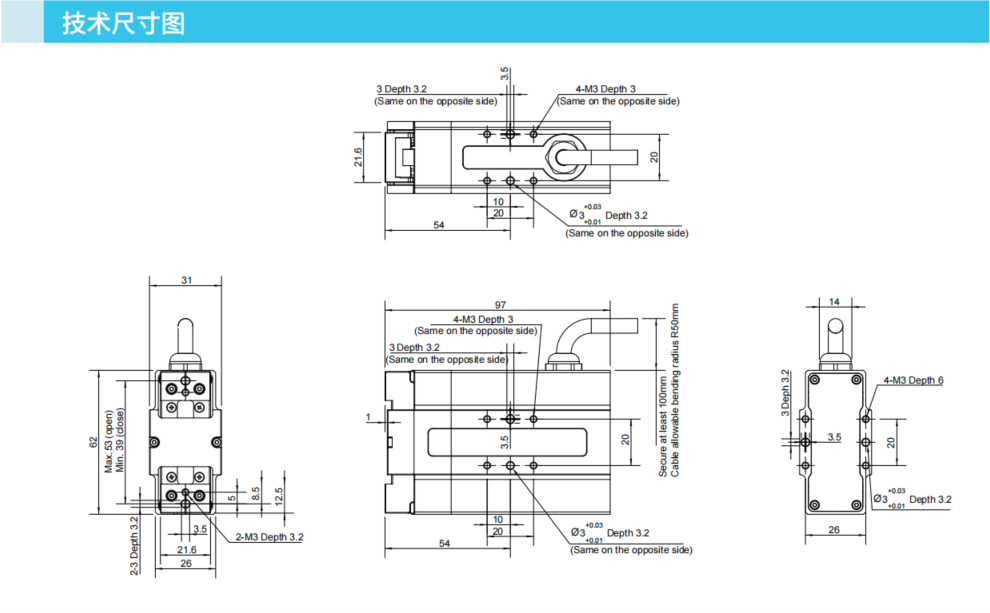 技术尺寸图
3.5
3 Depth 3.2
(Same on the opposite side)
4-M3 Depth 3
(Same on the opposite side)
21.6
20
10
20
54
Ø3 +0.03 +0.01 Depth 3.2
(Same on the opposite side)
31
62
Max. 53 (open)
Min. 39 (close)
5
8.5
12.5
3.5
2-M3 Depth 3.2
2-3 Depth 3.2
21.6
26
97
4-M3 Depth 3
(Same on the opposite side)
3 Depth 3.2
(Same on the opposite side)
1
3.5
20
Secure at least 100mm
Cable allowable bending radius R50mm
10
20
54
Ø3 +0.03 +0.01 Depth 3.2
(Same on the opposite side)
14
4-M3 Depth 6
3 Deph 3.2
3.5
20
Ø3 +0.03 +0.01 Depth 3.2
26